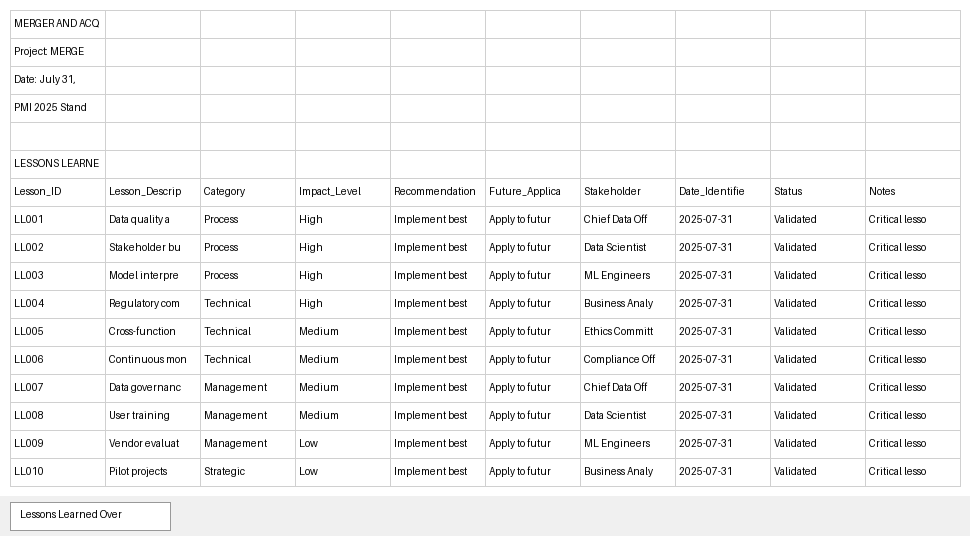 MERGER AND ACQ
Project: MERGE
Date: July 31,
PMI 2025 Stand
LESSONS LEARNE
Lesson_ID Lesson_Descrip Category Impact_Level Recommendation Future_Applica Stakeholder Date_Identifie Status Notes
LL001 Data quality a Process High Implement best Apply to futur Chief Data Off 2025-07-31 Validated Critical lesso
LL002 Stakeholder bu Process High Implement best Apply to futur Data Scientist 2025-07-31 Validated Critical lesso
LL003 Model interpre Process High Implement best Apply to futur ML Engineers 2025-07-31 Validated Critical lesso
LL004 Regulatory com Technical High Implement best Apply to futur Business Analy 2025-07-31 Validated Critical lesso
LL005 Cross-function Technical Medium Implement best Apply to futur Ethics Committ 2025-07-31 Validated Critical lesso
LL006 Continuous mon Technical Medium Implement best Apply to futur Compliance Off 2025-07-31 Validated Critical lesso
LL007 Data governanc Management Medium Implement best Apply to futur Chief Data Off 2025-07-31 Validated Critical lesso
LL008 User training Management Medium Implement best Apply to futur Data Scientist 2025-07-31 Validated Critical lesso
LL009 Vendor evaluat Management Low Implement best Apply to futur ML Engineers 2025-07-31 Validated Critical lesso
LL010 Pilot projects Strategic Low Implement best Apply to futur Business Analy 2025-07-31 Validated Critical lesso
Lessons Learned Over